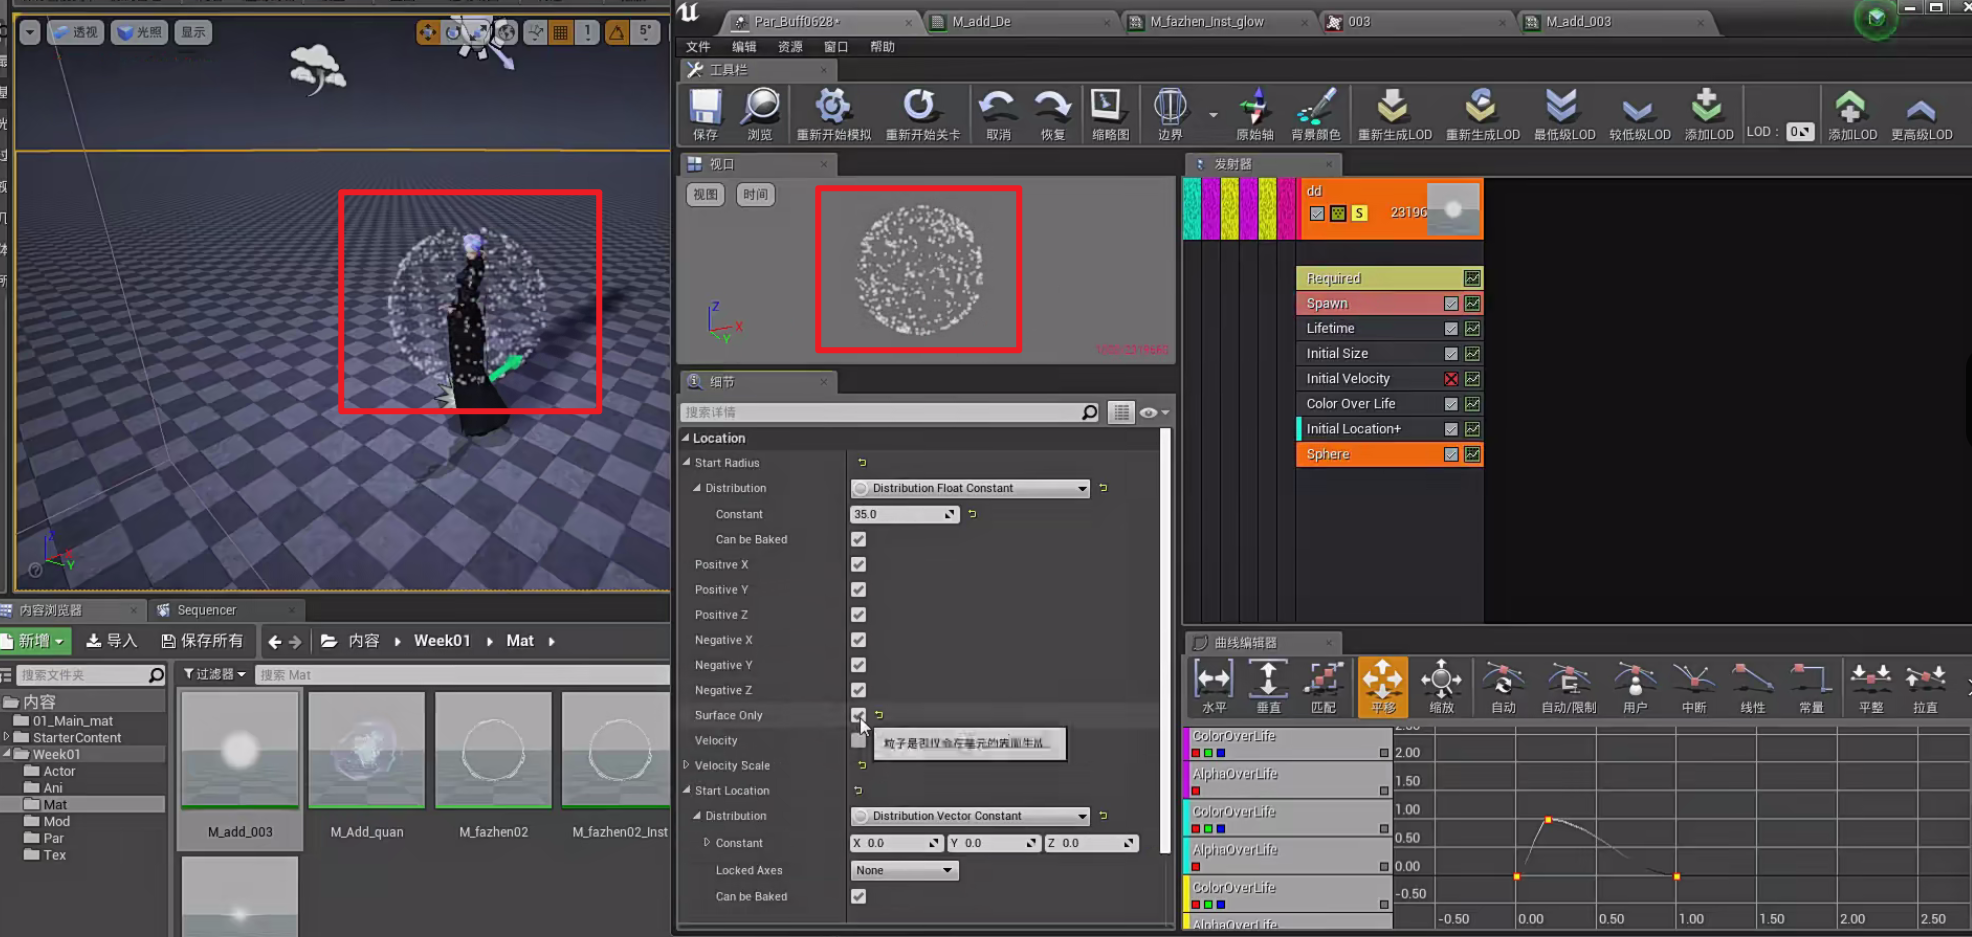 透视
光照
显示
1
5°
Par_Buff0528*
M_add_De
M_fazhen_Inst_glow
003
M_add_003
文件
编辑
资源
窗口
帮助
工具栏
保存
浏览
重新开始模拟
重新开始关卡
取消
恢复
缩略图
边界
原始轴
背景颜色
重新生成LOD
重新生成LOD
最低级LOD
较低级LOD
添加LOD
LOD :
0
添加LOD
更高级LOD
视口
视图
时间
Z
X
Y
发射器
dd
S
23196
Required
Spawn
Lifetime
Initial Size
Initial Velocity
Color Over Life
Initial Location+
Sphere
细节
搜索详情
Location
Start Radius
Distribution
Distribution Float Constant
Constant
35.0
Can be Baked
Positive X
Positive Y
Positive Z
Negative X
Negative Y
Negative Z
Surface Only
Velocity
Velocity Scale
Start Location
Distribution
Distribution Vector Constant
Constant
X 0.0
Y 0.0
Z 0.0
Locked Axes
None
Can be Baked
内容浏览器
Sequencer
新增
导入
保存所有
内容
Week01
Mat
搜索文件夹
过滤器
搜索 Mat
内容
01_Main_mat
StarterContent
Week01
Actor
Ani
Mat
Mod
Par
Tex
M_add_003
M_Add_quan
M_fazhen02
M_fazhen02_Inst
曲线编辑器
水平
垂直
匹配
平移
缩放
自动
自动/限制
用户
中断
线性
常量
平整
拉直
ColorOverLife
AlphaOverLife
ColorOverLife
AlphaOverLife
ColorOverLife
AlphaOverLife
2.00
1.50
1.00
0.50
0.00
-0.50
-0.50
0.00
0.50
1.00
1.50
2.00
2.50